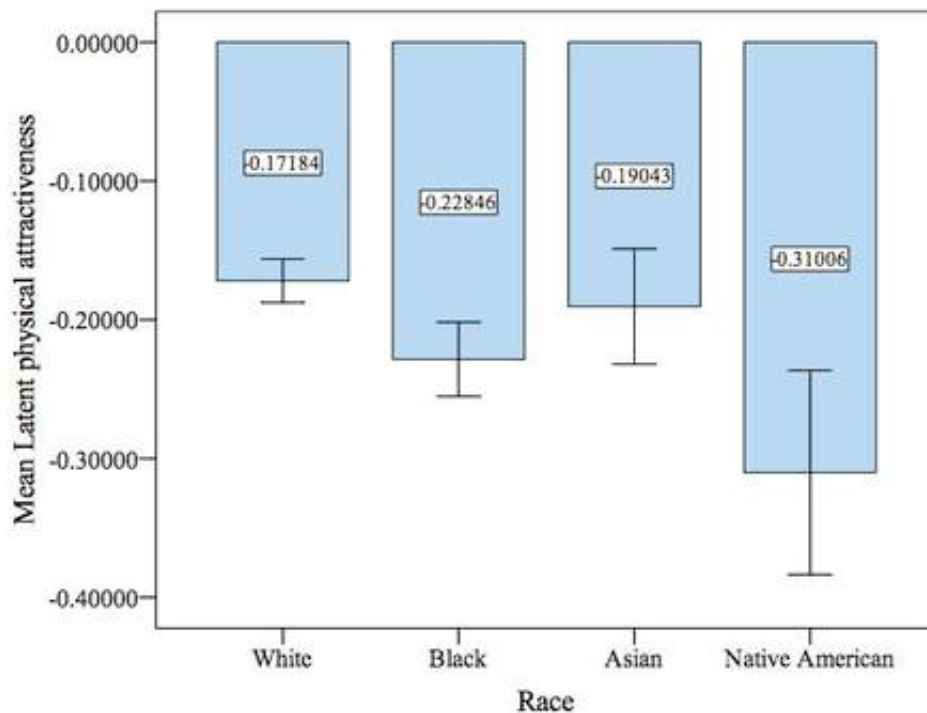 Mean Latent physical attractiveness
0.00000
-0.10000
-0.20000
-0.30000
-0.40000
-0.17184
-0.22846
-0.19043
-0.31006
White
Black
Asian
Native American
Race